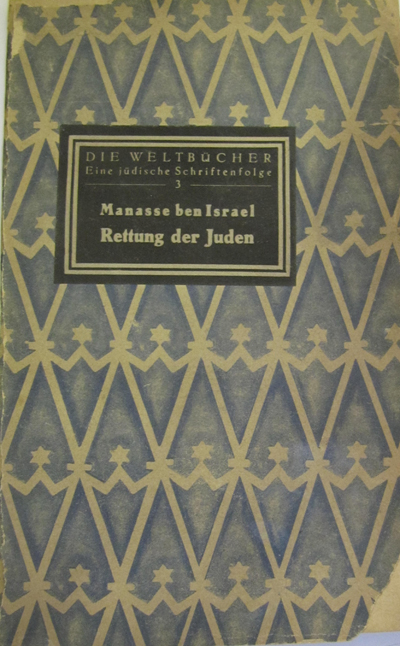 DIE WELTBÜCHER
Eine jüdische Schriftenfolge
3
Manasse ben Israel
Rettung der Juden